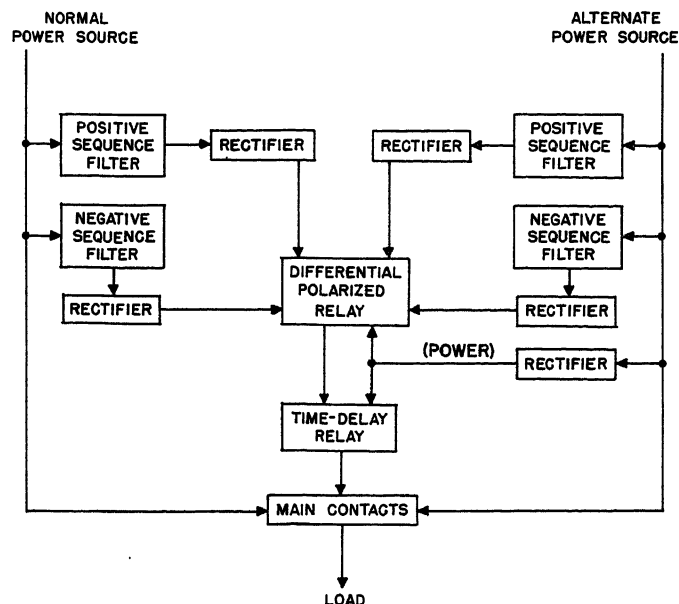 NORMAL
POWER SOURCE
ALTERNATE
POWER SOURCE
POSITIVE
SEQUENCE
FILTER
RECTIFIER
RECTIFIER
POSITIVE
SEQUENCE
FILTER
NEGATIVE
SEQUENCE
FILTER
DIFFERENTIAL
POLARIZED
RELAY
NEGATIVE
SEQUENCE
FILTER
RECTIFIER
RECTIFIER
(POWER)
RECTIFIER
TIME-DELAY
RELAY
MAIN CONTACTS
LOAD